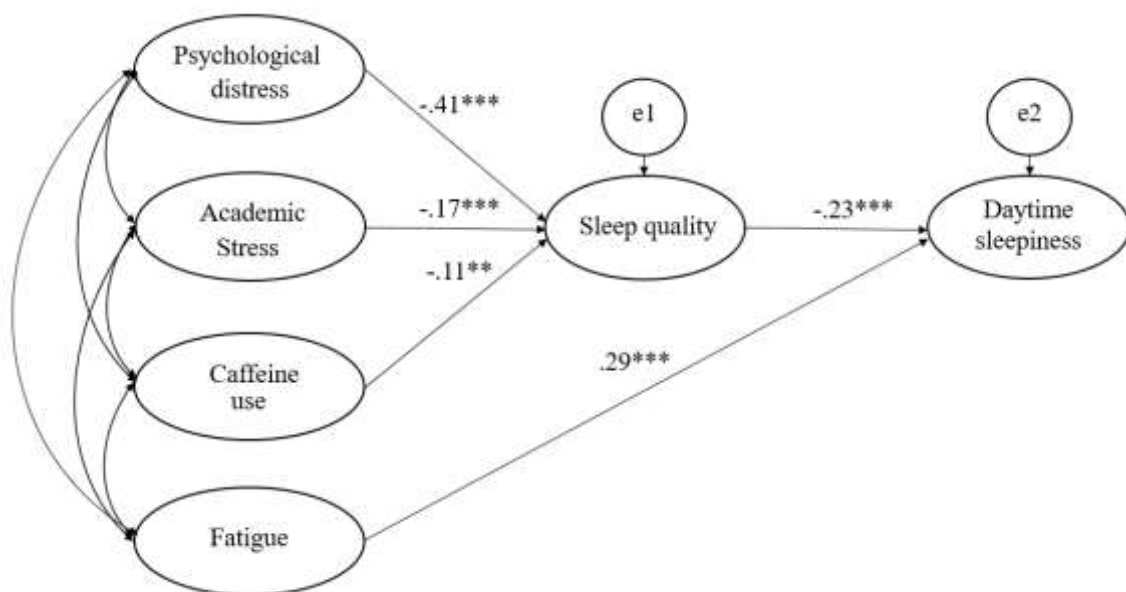 Psychological
distress
-.41***
e1
e2
Academic
Stress
-.17***
Sleep quality
-.23***
Daytime
sleepiness
-.11**
Caffeine
use
.29***
Fatigue